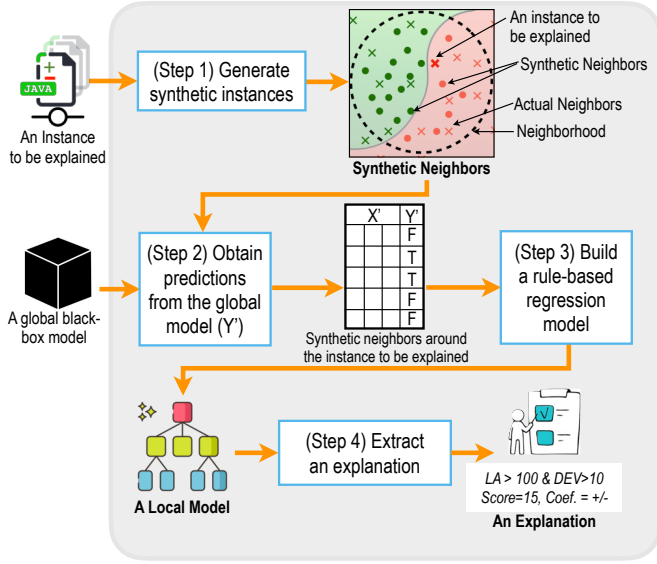 JAVA
An Instance
to be explained
(Step 1) Generate
synthetic instances
An instance to
be explained
Synthetic Neighbors
Actual Neighbors
Neighborhood
Synthetic Neighbors
A global black-
box model
(Step 2) Obtain
predictions
from the global
model (Y')
X' Y'
F
T
T
F
F
Synthetic neighbors around
the instance to be explained
(Step 3) Build
a rule-based
regression
model
A Local Model
(Step 4) Extract
an explanation
LA > 100 & DEV>10
Score=15, Coef. = +/-
An Explanation